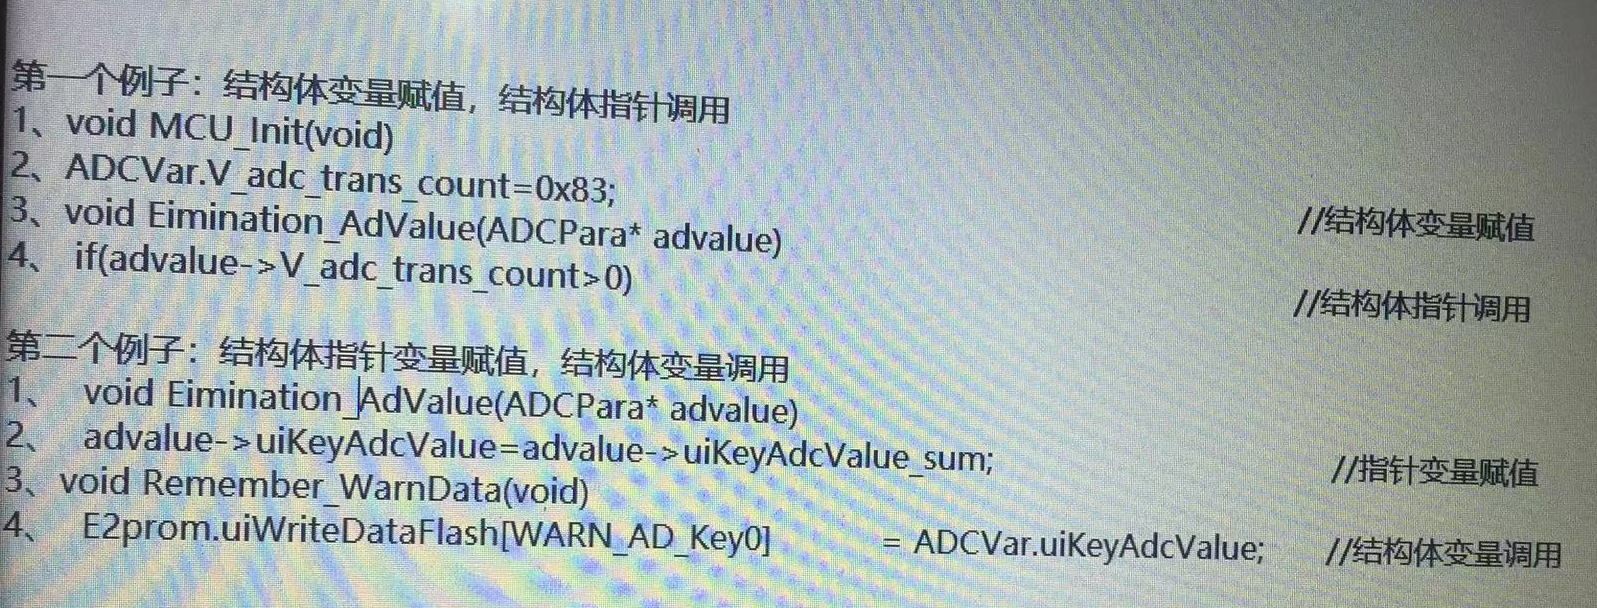 第一个例子：结构体变量赋值，结构体指针调用
1、void MCU_Init(void)
2、ADCVar.V_adc_trans_count=0x83; //结构体变量赋值
3、void Eimination_AdValue(ADCPara* advalue)
4、 if(advalue->V_adc_trans_count>0) //结构体指针调用
第二个例子：结构体指针变量赋值，结构体变量调用
1、 void Eimination_AdValue(ADCPara* advalue)
2、 advalue->uiKeyAdcValue=advalue->uiKeyAdcValue_sum; //指针变量赋值
3、void Remember_WarnData(void)
4、 E2prom.uiWriteDataFlash[WARN_AD_Key0] = ADCVar.uiKeyAdcValue; //结构体变量调用